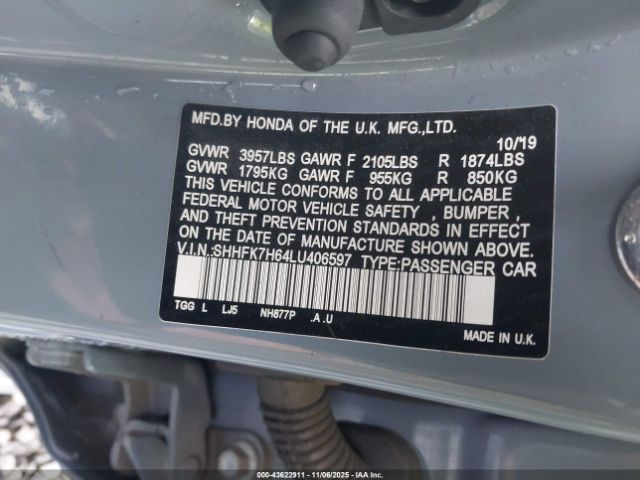 MFD.BY HONDA OF THE U.K. MFG.,LTD.
10/19
GVWR 3957LBS GAWR F 2105LBS R 1874LBS
GVWR 1795KG GAWR F 955KG R 850KG
THIS VEHICLE CONFORMS TO ALL APPLICABLE
FEDERAL MOTOR VEHICLE SAFETY , BUMPER ,
AND THEFT PREVENTION STANDARDS IN EFFECT
ON THE DATE OF MANUFACTURE SHOWN ABOVE.
V.I.N.:SHHFK7H64LU406597 TYPE:PASSENGER CAR
TGG L LJ5 NH877P .A .U
MADE IN U.K.
000-43622911 - 11/06/2025 - IAA Inc.